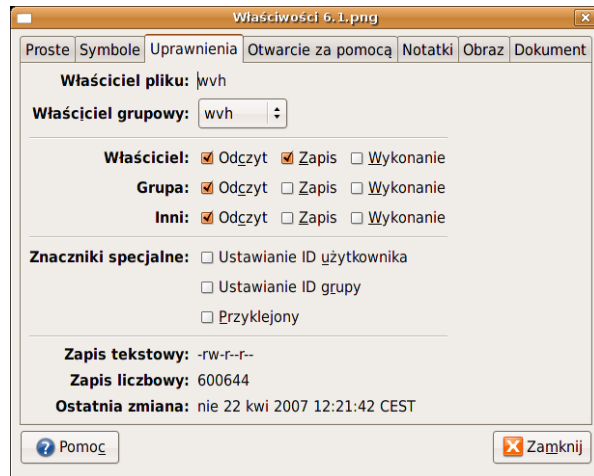 Właściwości 6.1.png
Proste Symbole Uprawnienia Otwarcie za pomocą Notatki Obraz Dokument
Właściciel pliku: wvh
Właściciel grupowy: wvh
Właściciel: Odczyt Zapis Wykonanie
Grupa: Odczyt Zapis Wykonanie
Inni: Odczyt Zapis Wykonanie
Znaczniki specjalne: Ustawianie ID użytkownika
Ustawianie ID grupy
Przyklejony
Zapis tekstowy: -rw-r--r--
Zapis liczbowy: 600644
Ostatnia zmiana: nie 22 kwi 2007 12:21:42 CEST
Pomoc Zamknij